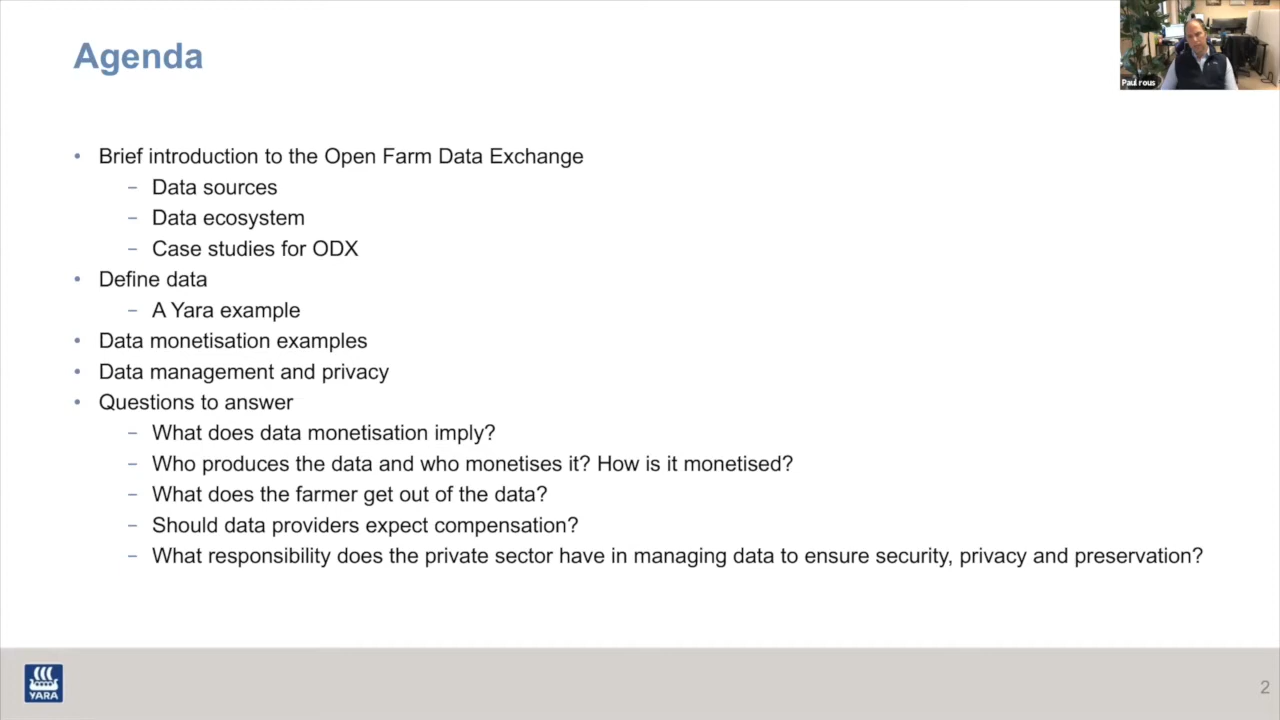 Agenda
Paul rous
• Brief introduction to the Open Farm Data Exchange
− Data sources
− Data ecosystem
− Case studies for ODX
• Define data
− A Yara example
• Data monetisation examples
• Data management and privacy
• Questions to answer
− What does data monetisation imply?
− Who produces the data and who monetises it? How is it monetised?
− What does the farmer get out of the data?
− Should data providers expect compensation?
− What responsibility does the private sector have in managing data to ensure security, privacy and preservation?
YARA
2